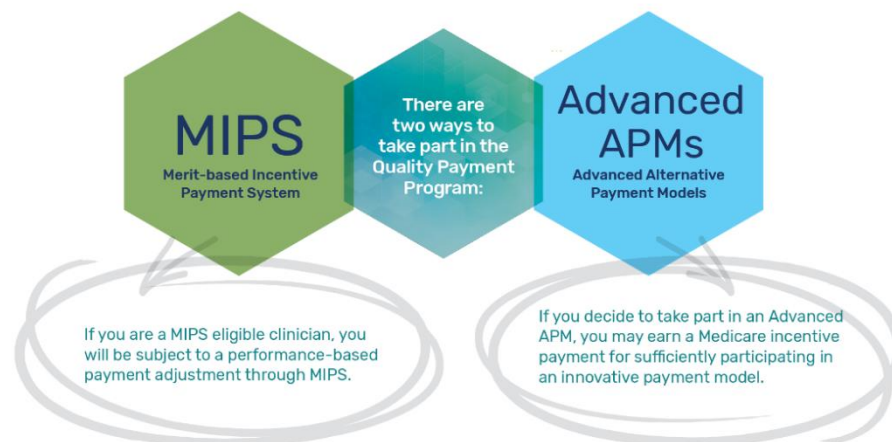 MIPS
Merit-based Incentive
Payment System
There are
two ways to
take part in the
Quality Payment
Program:
Advanced
APMs
Advanced Alternative
Payment Models
If you are a MIPS eligible clinician, you
will be subject to a performance-based
payment adjustment through MIPS.
If you decide to take part in an Advanced
APM, you may earn a Medicare incentive
payment for sufficiently participating in
an innovative payment model.